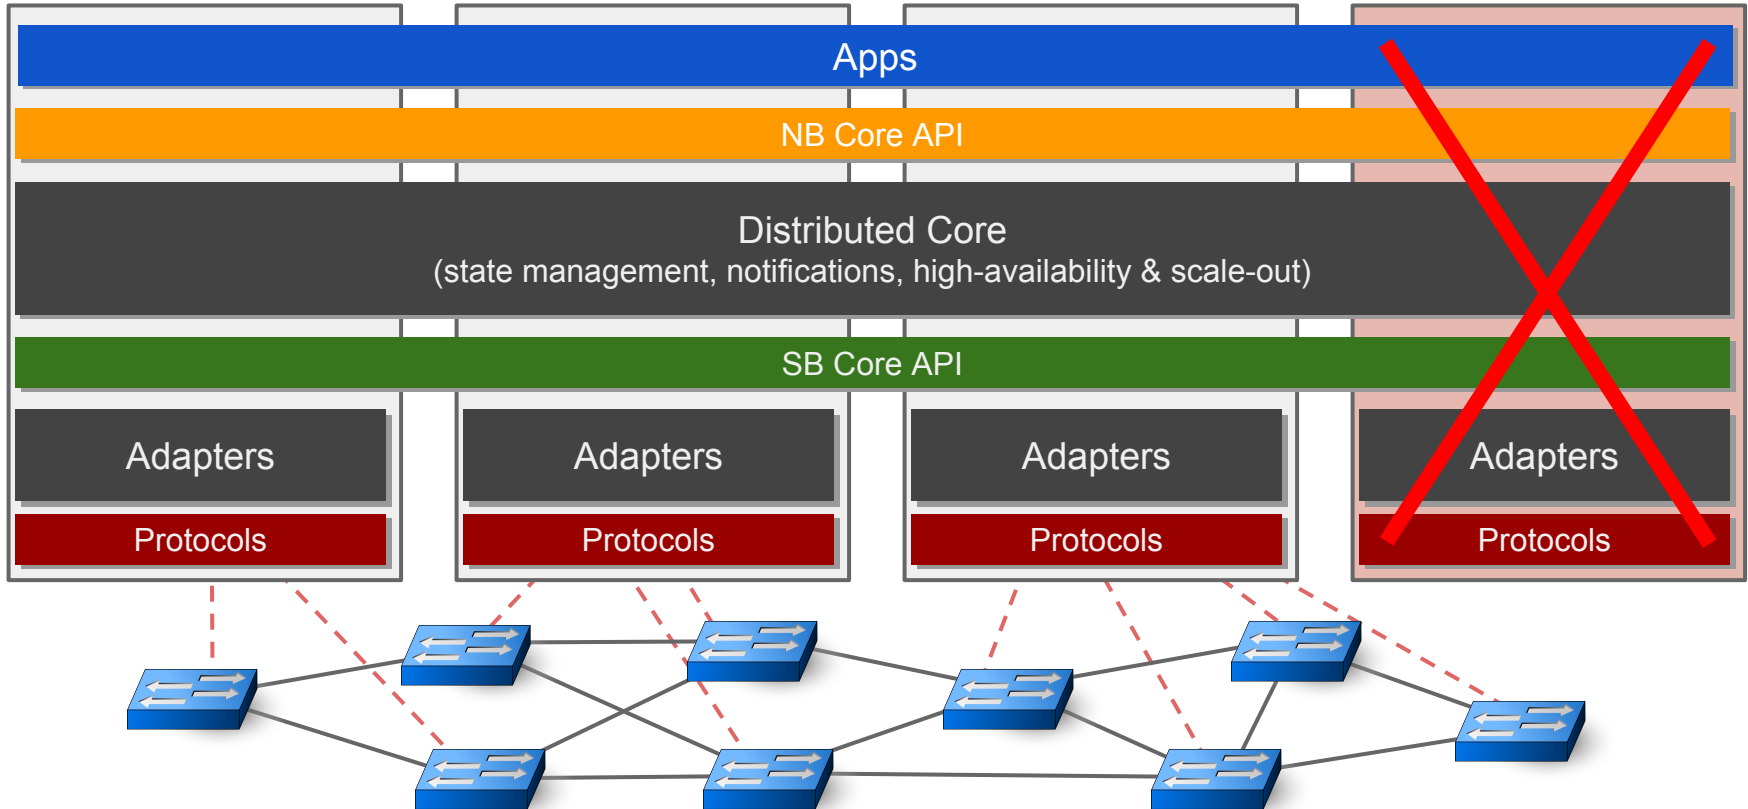 Apps
NB Core API
Distributed Core
(state management, notifications, high-availability & scale-out)
SB Core API
Adapters
Adapters
Adapters
Adapters
Protocols
Protocols
Protocols
Protocols